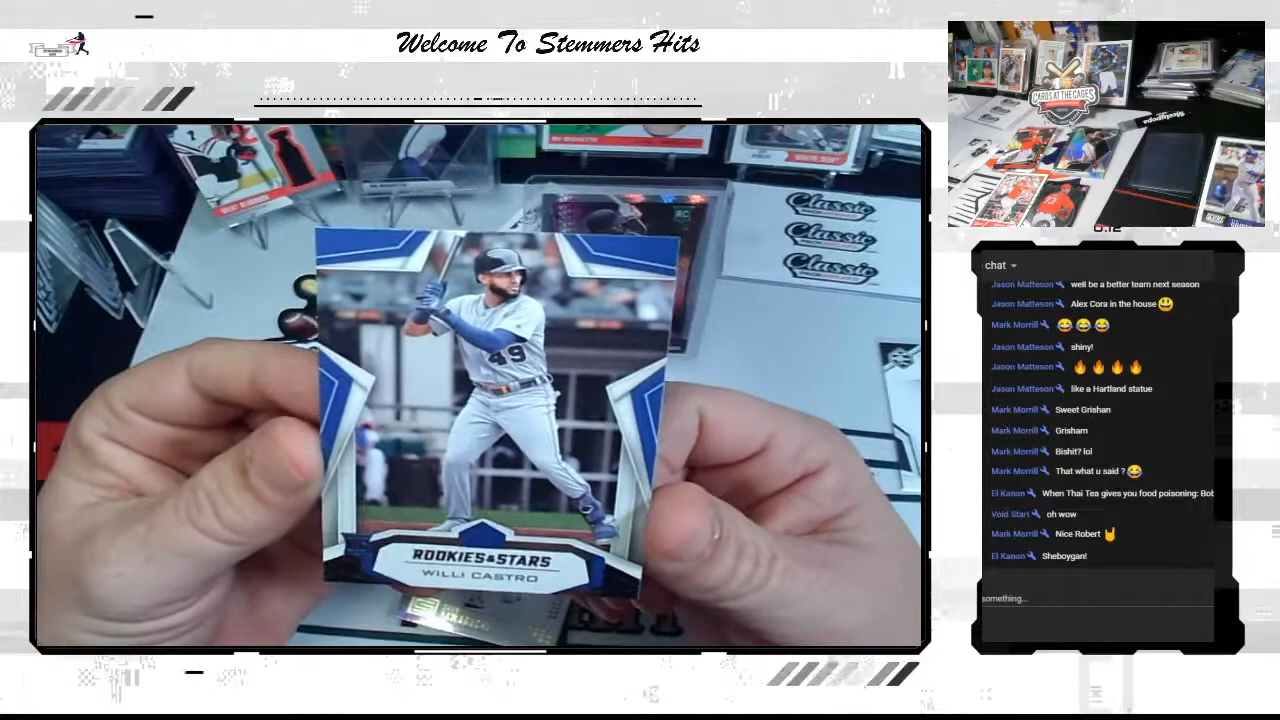 Welcome To Stemmers Hits
CARDS AT THE CAGES
RC
Classic
Classic
Classic
49
ROOKIES & STARS
WILLI CASTRO
chat
Jason Matteson well be a better team next season
Jason Matteson Alex Cora in the house 😃
Mark Morrill 😂 😂 😂
Jason Matteson shiny!
Jason Matteson 🔥 🔥 🔥 🔥
Jason Matteson like a Hartland statue
Mark Morrill Sweet Grishan
Mark Morrill Grisham
Mark Morrill Bishit? lol
Mark Morrill That what u said ? 😂
El Kanon When Thai Tea gives you food poisoning: Bot
Void Start oh wow
Mark Morrill Nice Robert 🤘
El Kanon Sheboygan!
something...